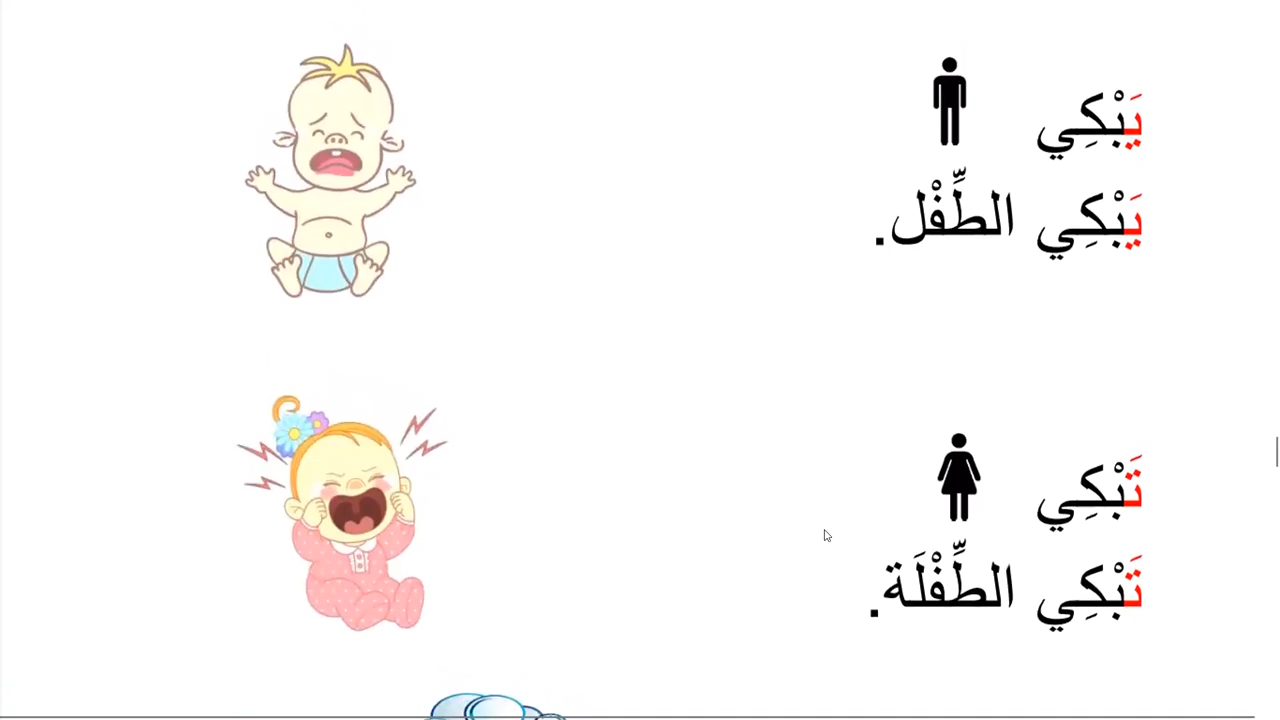 يَبْكِي
يَبْكِي الطِّفْل.
تَبْكِي
تَبْكِي الطِّفْلَة.